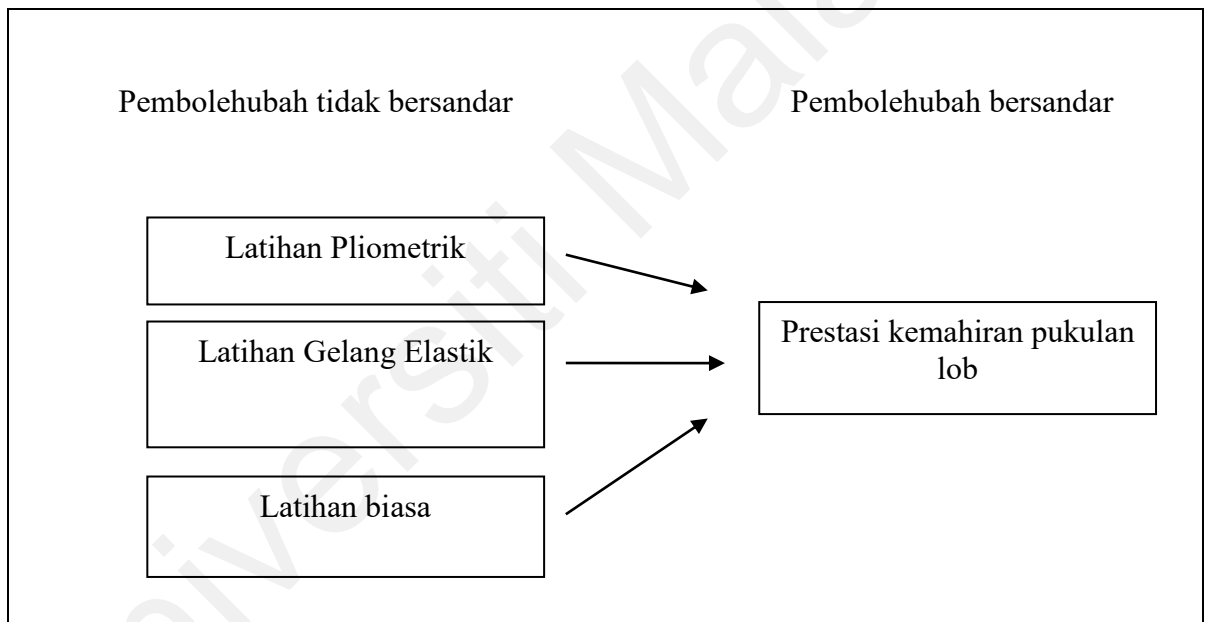 Pembolehubah tidak bersandar
Pembolehubah bersandar
Latihan Pliometrik
Latihan Gelang Elastik
Latihan biasa
Prestasi kemahiran pukulan
lob